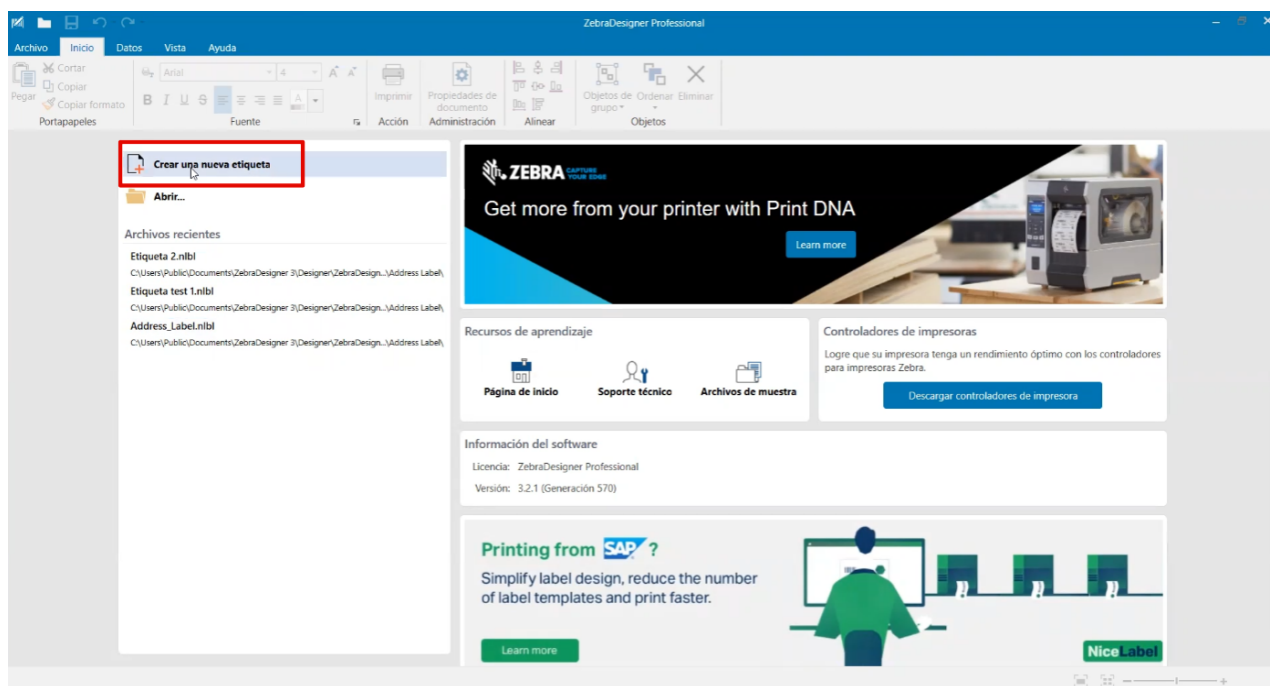 ZebraDesigner Professional
Archivo Inicio Datos Vista Ayuda
Pegar
Cortar
Copiar
Copiar formato
Portapapeles
Arial 4
B I U S
Fuente
Imprimir
Acción
Propiedades de
documento
Administración
Alinear
Objetos de
grupo
Ordenar
Eliminar
Objetos
Crear una nueva etiqueta
Abrir...
Archivos recientes
Etiqueta 2.nlbl
C:\Users\Public\Documents\ZebraDesigner 3\Designer\ZebraDesign...\Address Label\
Etiqueta test 1.nlbl
C:\Users\Public\Documents\ZebraDesigner 3\Designer\ZebraDesign...\Address Label\
Address_Label.nlbl
C:\Users\Public\Documents\ZebraDesigner 3\Designer\ZebraDesign...\Address Label\
ZEBRA CAPTURE
YOUR EDGE
Get more from your printer with Print DNA
Learn more
Recursos de aprendizaje
Página de inicio Soporte técnico Archivos de muestra
Controladores de impresoras
Logre que su impresora tenga un rendimiento óptimo con los controladores
para impresoras Zebra.
Descargar controladores de impresora
Información del software
Licencia: ZebraDesigner Professional
Versión: 3.2.1 (Generación 570)
Printing from SAP ?
Simplify label design, reduce the number
of label templates and print faster.
Learn more
NiceLabel